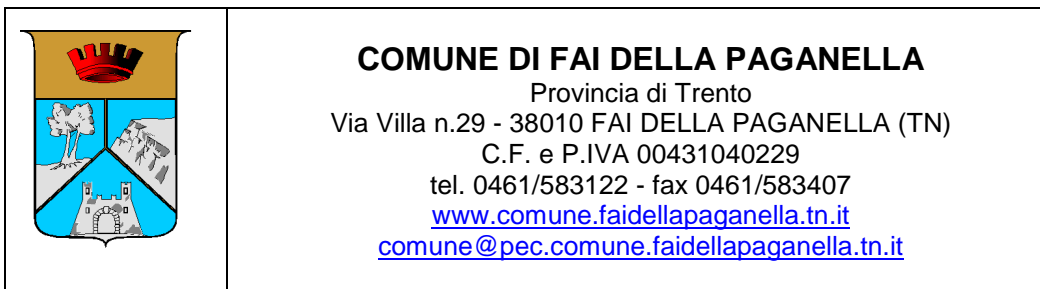 COMUNE DI FAI DELLA PAGANELLA
Provincia di Trento
Via Villa n.29 - 38010 FAI DELLA PAGANELLA (TN)
C.F. e P.IVA 00431040229
tel. 0461/583122 - fax 0461/583407
www.comune.faidellapaganella.tn.it
comune@pec.comune.faidellapaganella.tn.it